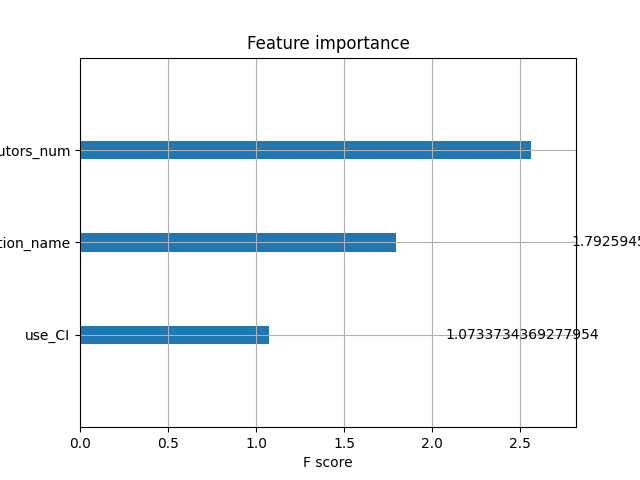 Feature importance
utors_num
tion_name
1.7925945
use_CI
1.0733734369277954
0.0 0.5 1.0 1.5 2.0 2.5
F score